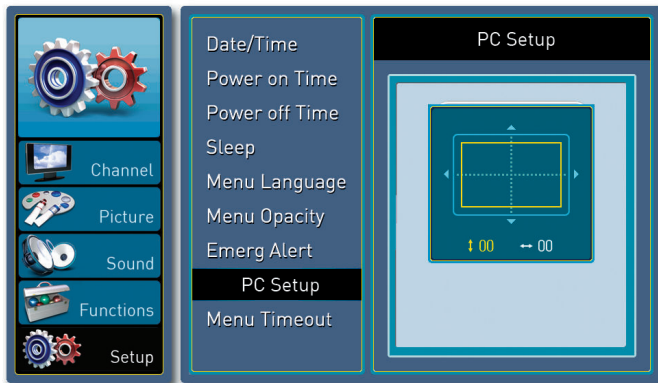 Channel
Picture
Sound
Functions
Setup
Date/Time
Power on Time
Power off Time
Sleep
Menu Language
Menu Opacity
Emerg Alert
PC Setup
Menu Timeout
PC Setup
↕ 00 ↔ 00